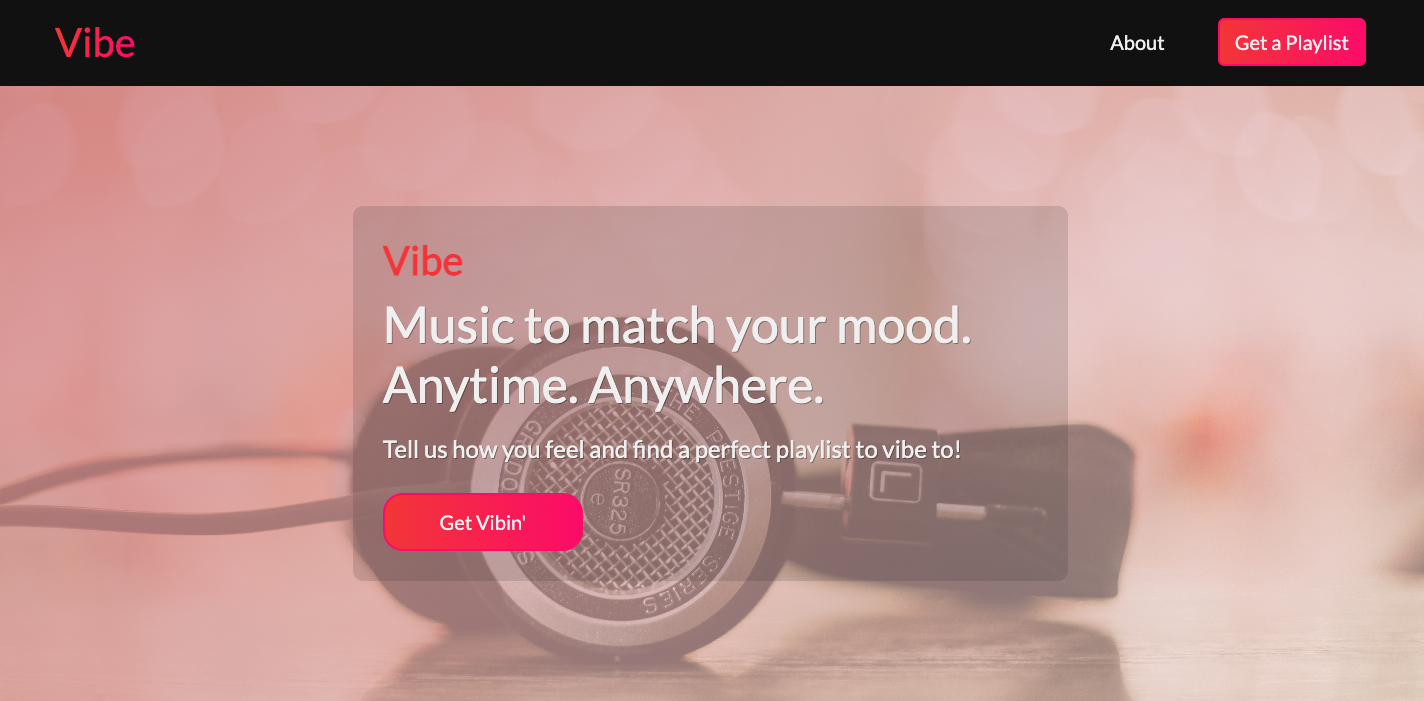 Vibe
About
Get a Playlist
Vibe
Music to match your mood.
Anytime. Anywhere.
Tell us how you feel and find a perfect playlist to vibe to!
Get Vibin'
SR325
e
PRESTIGE SERIES
L